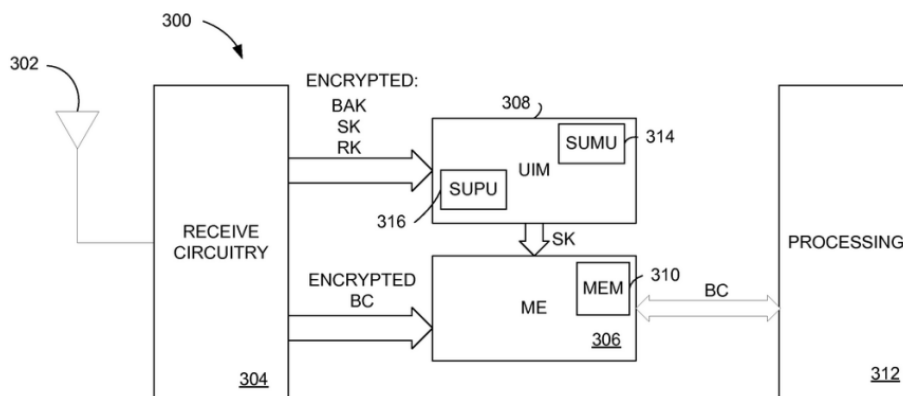 300
302
ENCRYPTED:
BAK
SK
RK
308
SUMU
314
UIM
SUPU
316
RECEIVE
CIRCUITRY
PROCESSING
SK
ENCRYPTED
BC
MEM
310
ME
BC
306
304
312